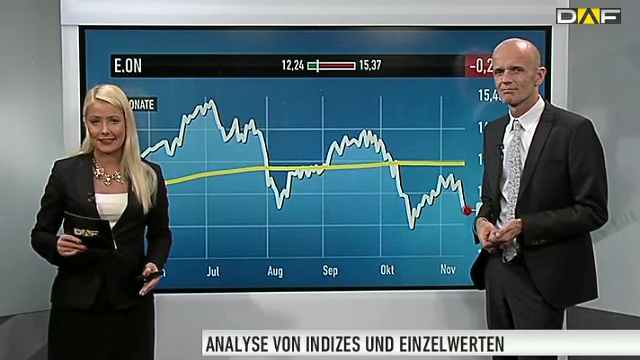 DAF
E.ON 12,24 15,37 -0,2
ONATE
15,4
Jul Aug Sep Okt Nov
DAF
ANALYSE VON INDIZES UND EINZELWERTEN